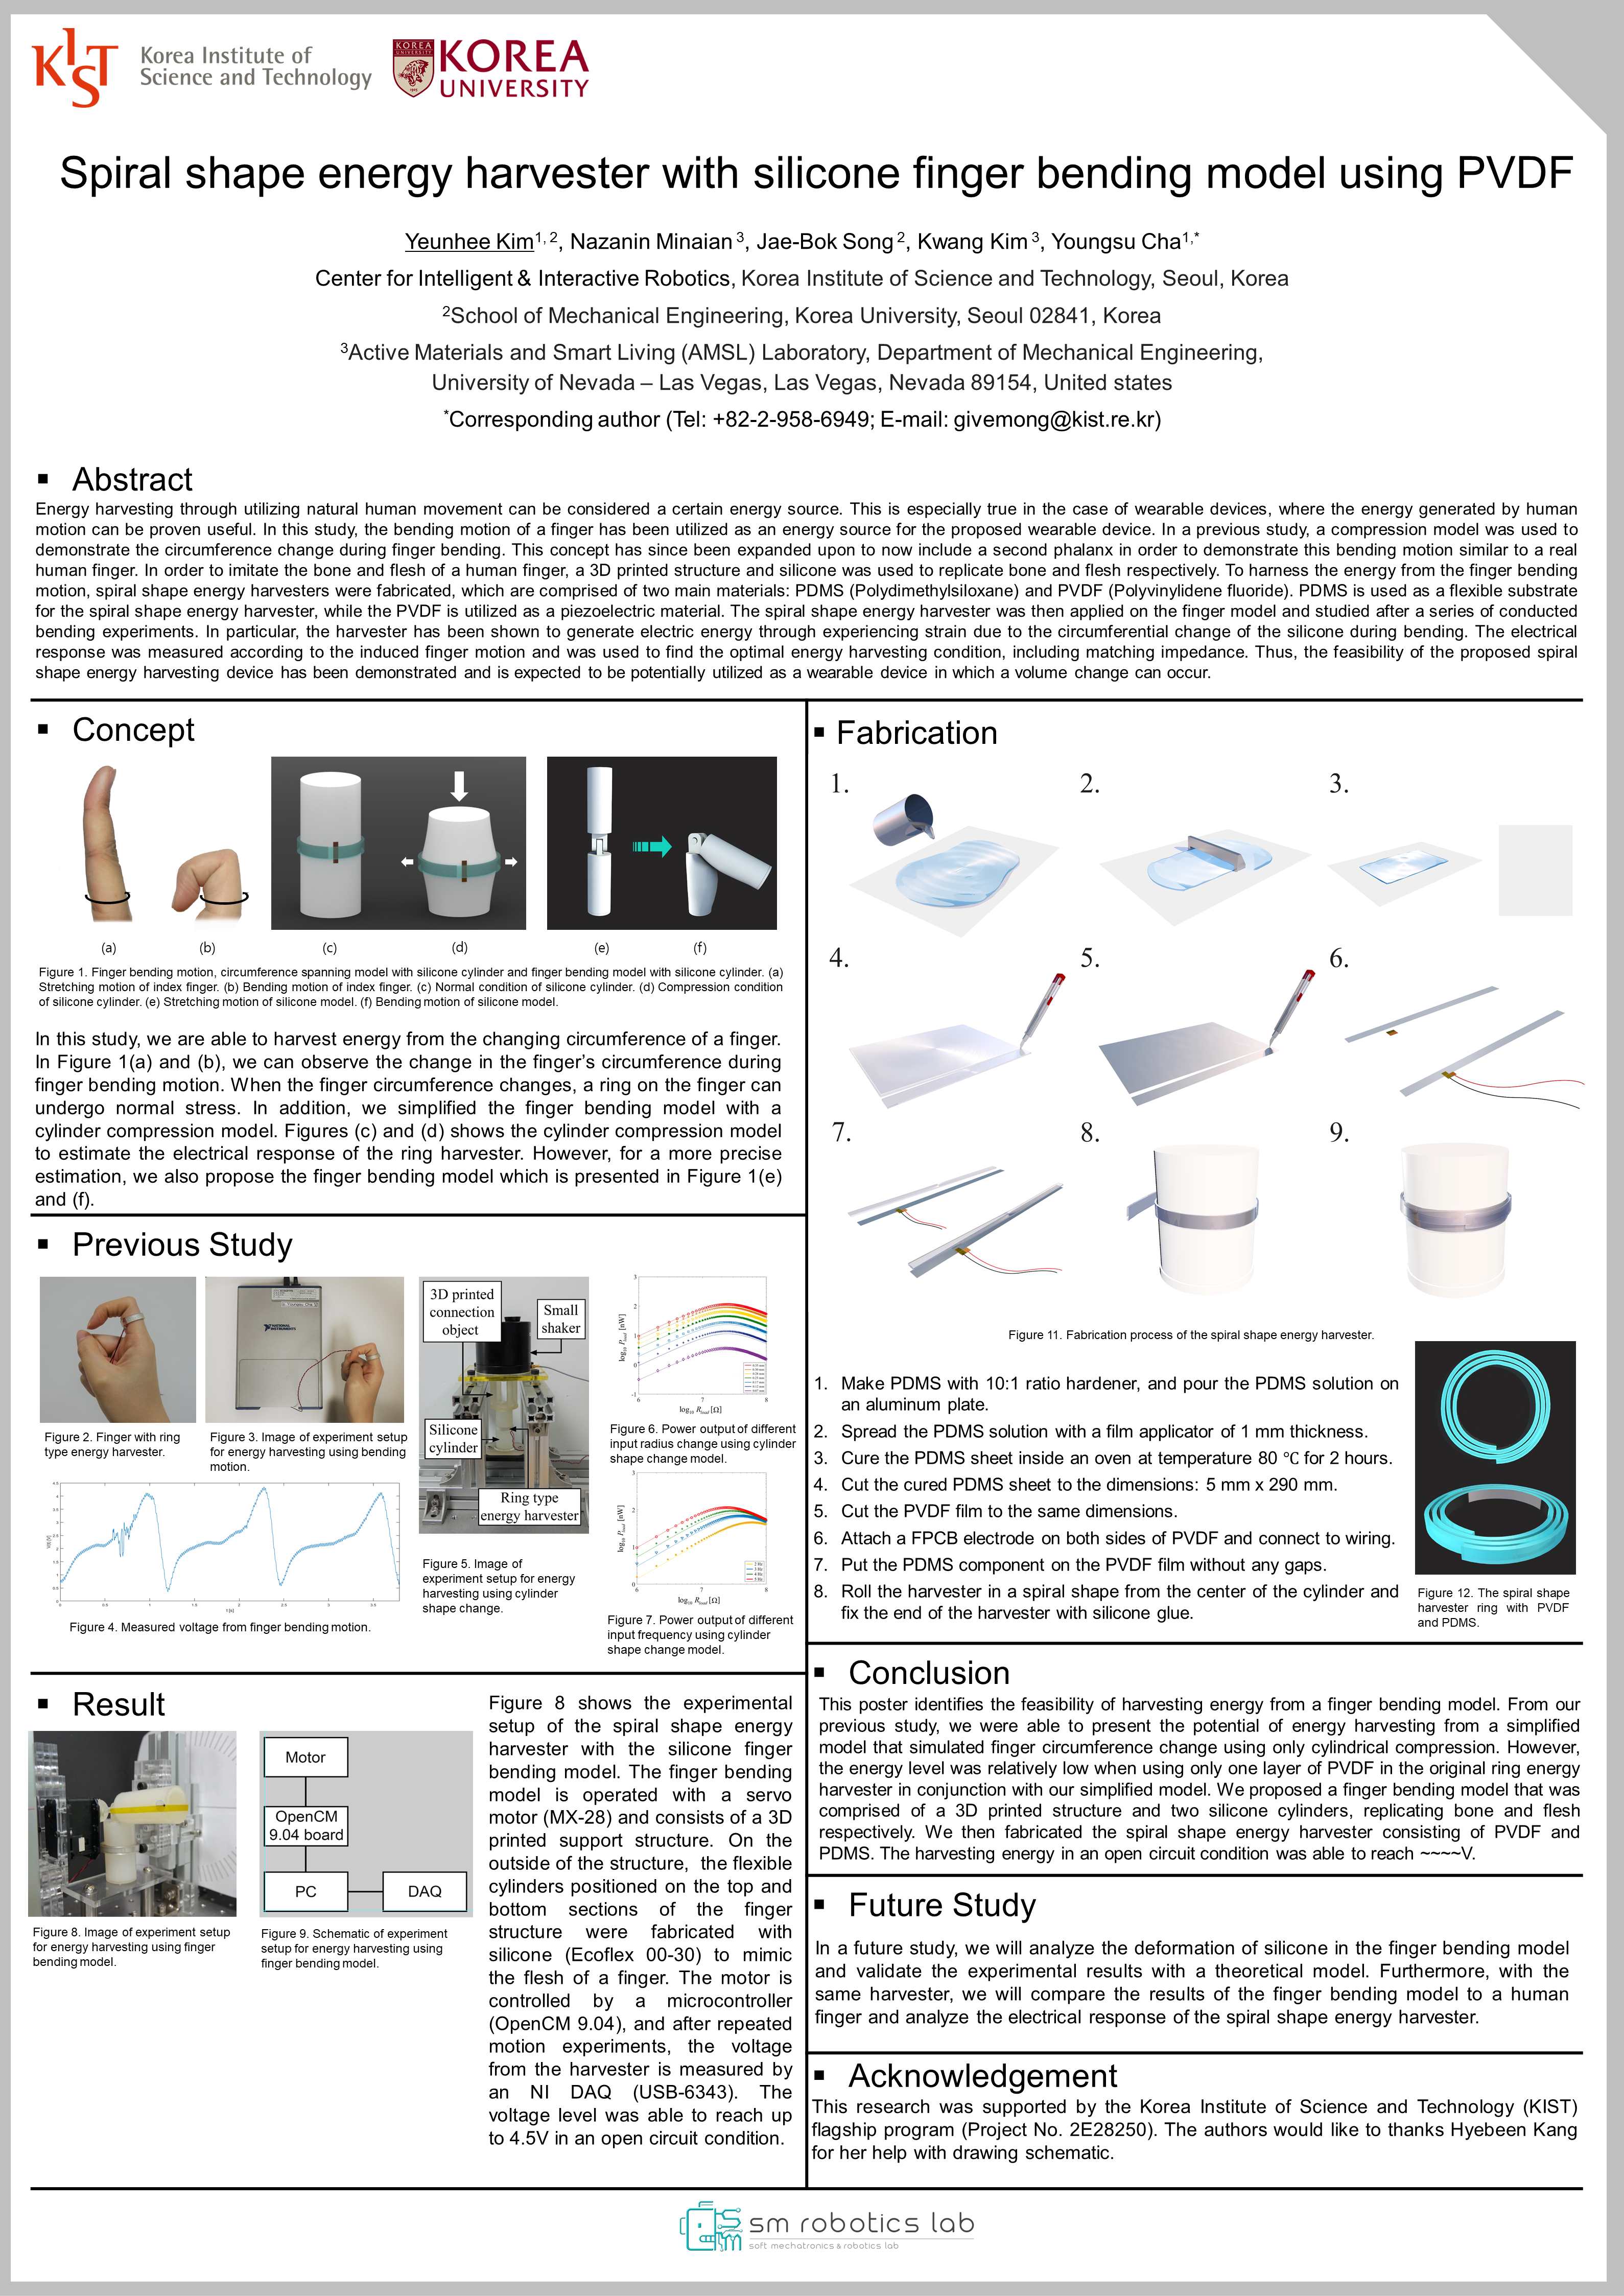 KIST Korea Institute of
Science and Technology
KOREA
UNIVERSITY
Spiral shape energy harvester with silicone finger bending model using PVDF
Yeunhee Kim1, 2, Nazanin Minaian 3, Jae-Bok Song 2, Kwang Kim 3, Youngsu Cha1,*
Center for Intelligent & Interactive Robotics, Korea Institute of Science and Technology, Seoul, Korea
2School of Mechanical Engineering, Korea University, Seoul 02841, Korea
3Active Materials and Smart Living (AMSL) Laboratory, Department of Mechanical Engineering,
University of Nevada – Las Vegas, Las Vegas, Nevada 89154, United states
*Corresponding author (Tel: +82-2-958-6949; E-mail: givemong@kist.re.kr)
▪ Abstract
Energy harvesting through utilizing natural human movement can be considered a certain energy source. This is especially true in the case of wearable devices, where the energy generated by human
motion can be proven useful. In this study, the bending motion of a finger has been utilized as an energy source for the proposed wearable device. In a previous study, a compression model was used to
demonstrate the circumference change during finger bending. This concept has since been expanded upon to now include a second phalanx in order to demonstrate this bending motion similar to a real
human finger. In order to imitate the bone and flesh of a human finger, a 3D printed structure and silicone was used to replicate bone and flesh respectively. To harness the energy from the finger bending
motion, spiral shape energy harvesters were fabricated, which are comprised of two main materials: PDMS (Polydimethylsiloxane) and PVDF (Polyvinylidene fluoride). PDMS is used as a flexible substrate
for the spiral shape energy harvester, while the PVDF is utilized as a piezoelectric material. The spiral shape energy harvester was then applied on the finger model and studied after a series of conducted
bending experiments. In particular, the harvester has been shown to generate electric energy through experiencing strain due to the circumferential change of the silicone during bending. The electrical
response was measured according to the induced finger motion and was used to find the optimal energy harvesting condition, including matching impedance. Thus, the feasibility of the proposed spiral
shape energy harvesting device has been demonstrated and is expected to be potentially utilized as a wearable device in which a volume change can occur.
▪ Concept
(a) (b) (c) (d) (e) (f)
Figure 1. Finger bending motion, circumference spanning model with silicone cylinder and finger bending model with silicone cylinder. (a)
Stretching motion of index finger. (b) Bending motion of index finger. (c) Normal condition of silicone cylinder. (d) Compression condition
of silicone cylinder. (e) Stretching motion of silicone model. (f) Bending motion of silicone model.
In this study, we are able to harvest energy from the changing circumference of a finger.
In Figure 1(a) and (b), we can observe the change in the finger’s circumference during
finger bending motion. When the finger circumference changes, a ring on the finger can
undergo normal stress. In addition, we simplified the finger bending model with a
cylinder compression model. Figures (c) and (d) shows the cylinder compression model
to estimate the electrical response of the ring harvester. However, for a more precise
estimation, we also propose the finger bending model which is presented in Figure 1(e)
and (f).
▪ Previous Study
NATIONAL
INSTRUMENTS
Figure 2. Finger with ring
type energy harvester.
Figure 3. Image of experiment setup
for energy harvesting using bending
motion.
Figure 4. Measured voltage from finger bending motion.
3D printed
connection
object
Small
shaker
Silicone
cylinder
Ring type
energy harvester
Figure 5. Image of
experiment setup for energy
harvesting using cylinder
shape change.
log10 Pload [nW]
3
2
1
0
-1
6 7 8
log10 Rload [Ω]
Figure 6. Power output of different
input radius change using cylinder
shape change model.
log10 Pload [nW]
3
2
1
0
6 7 8
log10 Rload [Ω]
Figure 7. Power output of different
input frequency using cylinder
shape change model.
▪ Result
Figure 8. Image of experiment setup
for energy harvesting using finger
bending model.
Motor
OpenCM
9.04 board
PC
DAQ
Figure 9. Schematic of experiment
setup for energy harvesting using
finger bending model.
Figure 8 shows the experimental
setup of the spiral shape energy
harvester with the silicone finger
bending model. The finger bending
model is operated with a servo
motor (MX-28) and consists of a 3D
printed support structure. On the
outside of the structure, the flexible
cylinders positioned on the top and
bottom sections of the finger
structure were fabricated with
silicone (Ecoflex 00-30) to mimic
the flesh of a finger. The motor is
controlled by a microcontroller
(OpenCM 9.04), and after repeated
motion experiments, the voltage
from the harvester is measured by
an NI DAQ (USB-6343). The
voltage level was able to reach up
to 4.5V in an open circuit condition.
▪ Fabrication
1. 2. 3.
4. 5. 6.
7. 8. 9.
Figure 11. Fabrication process of the spiral shape energy harvester.
1. Make PDMS with 10:1 ratio hardener, and pour the PDMS solution on
an aluminum plate.
2. Spread the PDMS solution with a film applicator of 1 mm thickness.
3. Cure the PDMS sheet inside an oven at temperature 80 ℃ for 2 hours.
4. Cut the cured PDMS sheet to the dimensions: 5 mm x 290 mm.
5. Cut the PVDF film to the same dimensions.
6. Attach a FPCB electrode on both sides of PVDF and connect to wiring.
7. Put the PDMS component on the PVDF film without any gaps.
8. Roll the harvester in a spiral shape from the center of the cylinder and
fix the end of the harvester with silicone glue.
Figure 12. The spiral shape
harvester ring with PVDF
and PDMS.
▪ Conclusion
This poster identifies the feasibility of harvesting energy from a finger bending model. From our
previous study, we were able to present the potential of energy harvesting from a simplified
model that simulated finger circumference change using only cylindrical compression. However,
the energy level was relatively low when using only one layer of PVDF in the original ring energy
harvester in conjunction with our simplified model. We proposed a finger bending model that was
comprised of a 3D printed structure and two silicone cylinders, replicating bone and flesh
respectively. We then fabricated the spiral shape energy harvester consisting of PVDF and
PDMS. The harvesting energy in an open circuit condition was able to reach ~~~~V.
▪ Future Study
In a future study, we will analyze the deformation of silicone in the finger bending model
and validate the experimental results with a theoretical model. Furthermore, with the
same harvester, we will compare the results of the finger bending model to a human
finger and analyze the electrical response of the spiral shape energy harvester.
▪ Acknowledgement
This research was supported by the Korea Institute of Science and Technology (KIST)
flagship program (Project No. 2E28250). The authors would like to thanks Hyebeen Kang
for her help with drawing schematic.
sm robotics lab
soft mechatronics & robotics lab